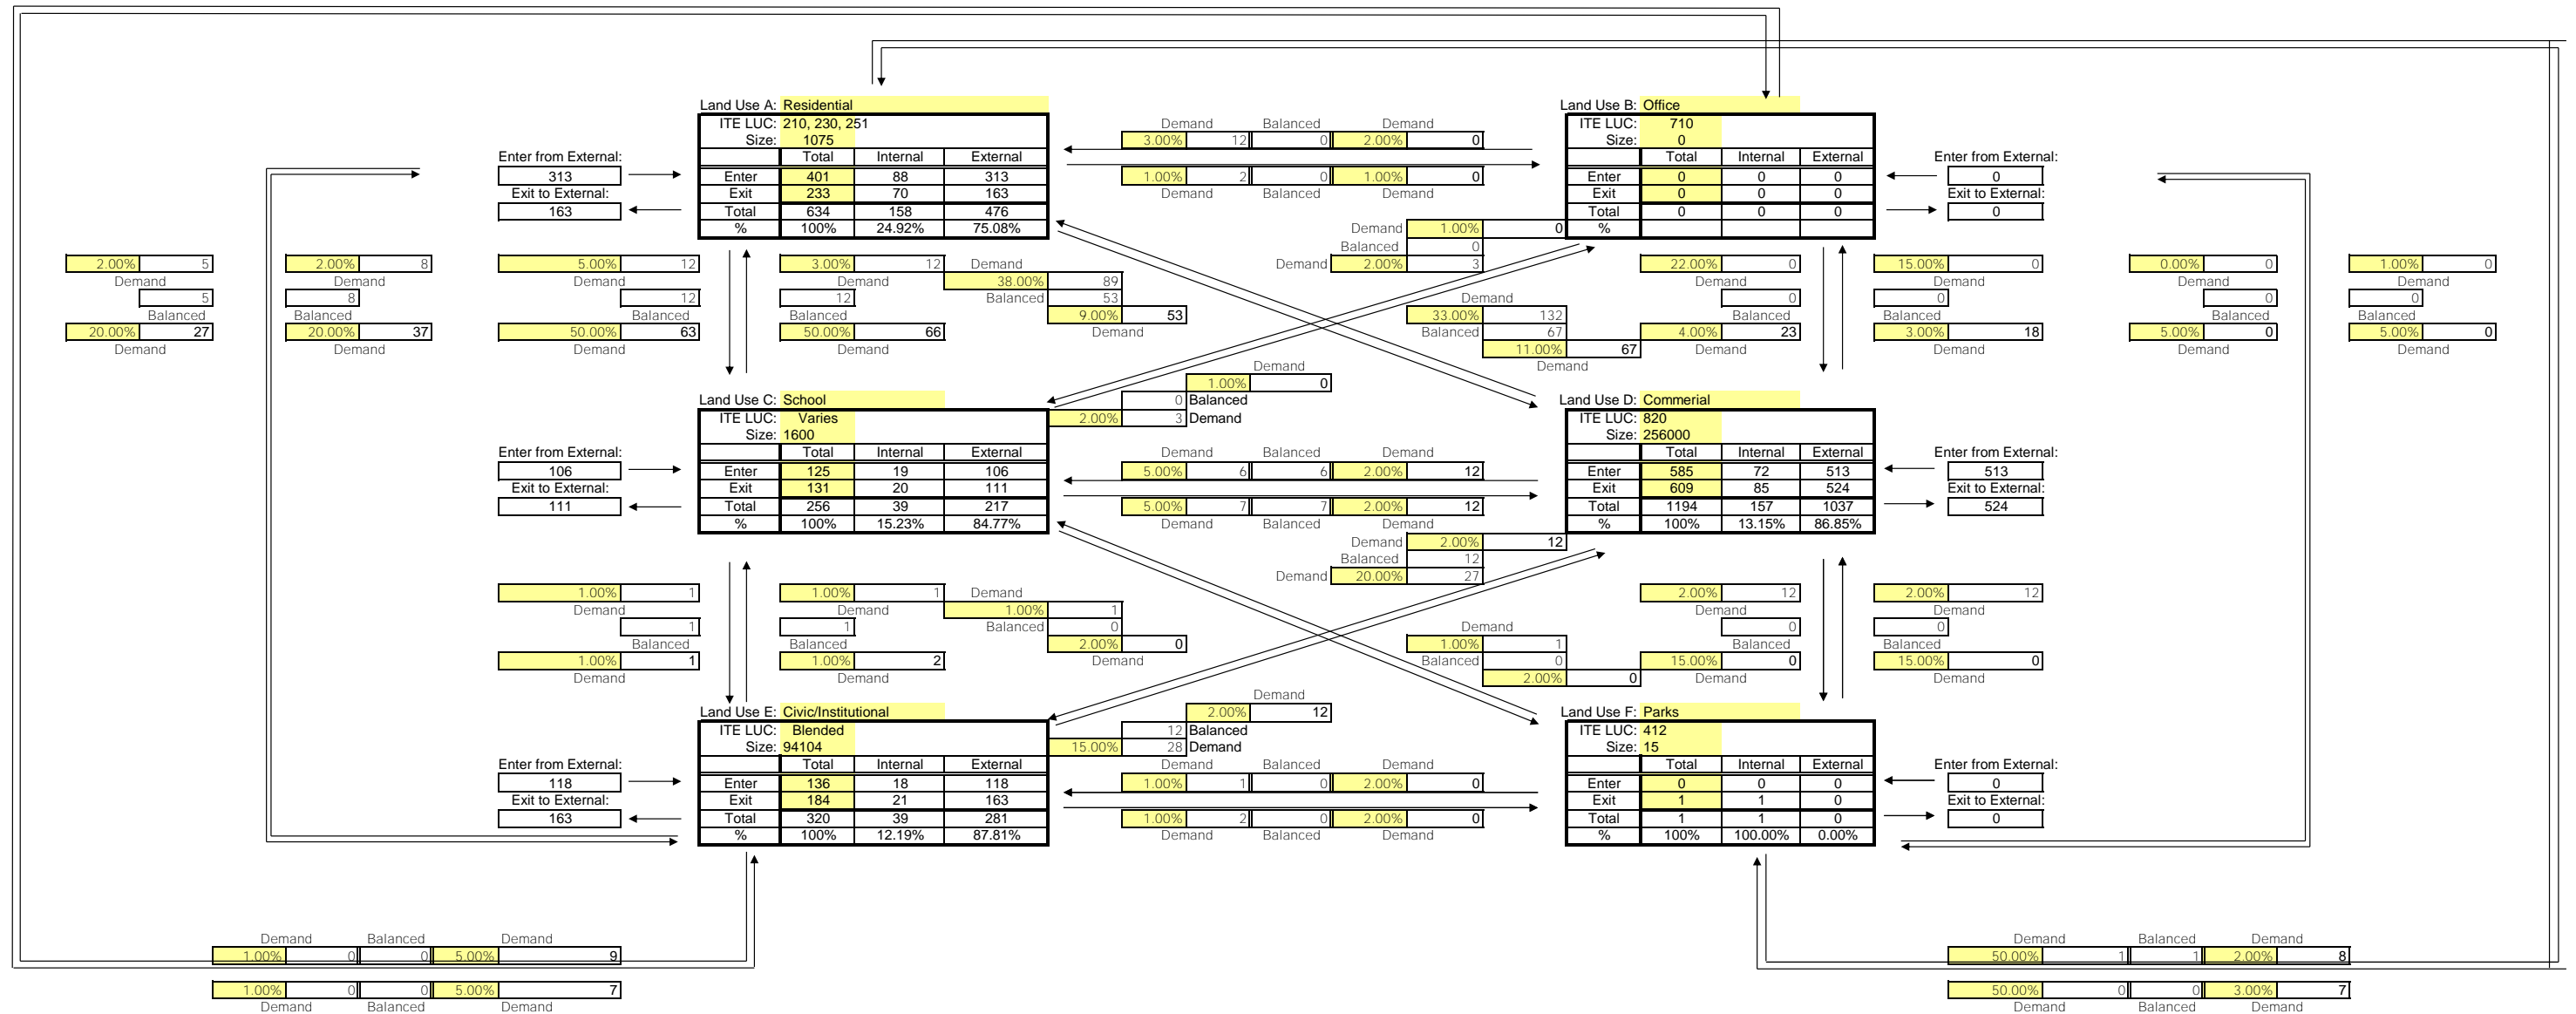 Land Use A: Residential
Land Use B: Office
ITE LUC: 210, 230, 251
Demand Balanced Demand
ITE LUC: 710
Size: 1075
3.00% 12 0 2.00% 0
Size: 0
Enter from External:
Total Internal External
Total Internal External
Enter from External:
313
Enter 401 88 313
1.00% 2 0 1.00% 0
Enter 0 0 0
0
Exit to External:
Exit 233 70 163
Demand Balanced Demand
Exit 0 0 0
Exit to External:
163
Total 634 158 476
Total 0 0 0
0
% 100% 24.92% 75.08%
Demand 1.00% 0
%
Balanced 0
Demand 2.00% 3
2.00% 5
2.00% 8
5.00% 12
3.00% 12
Demand
22.00% 0
15.00% 0
0.00% 0
1.00% 0
Demand
Demand
Demand
Demand
38.00% 89
Demand
Demand
Demand
Demand
5
8
12
12
Balanced 53
Demand
0
0
0
0
Balanced
Balanced
Balanced
Balanced
9.00% 53
33.00% 132
Balanced
Balanced
Balanced
Balanced
20.00% 27
20.00% 37
50.00% 63
50.00% 66
Demand
Balanced 67
4.00% 23
3.00% 18
5.00% 0
5.00% 0
Demand
Demand
Demand
Demand
11.00% 67
Demand
Demand
Demand
Demand
Demand
Demand
1.00% 0
Land Use C: School
0 Balanced
Land Use D: Commerial
ITE LUC: Varies
2.00% 3 Demand
ITE LUC: 820
Size: 1600
Size: 256000
Enter from External:
Total Internal External
Demand Balanced Demand
Total Internal External
Enter from External:
106
Enter 125 19 106
5.00% 6 6 2.00% 12
Enter 585 72 513
513
Exit to External:
Exit 131 20 111
Exit 609 85 524
Exit to External:
111
Total 256 39 217
5.00% 7 7 2.00% 12
Total 1194 157 1037
524
% 100% 15.23% 84.77%
Demand Balanced Demand
% 100% 13.15% 86.85%
Demand 2.00% 12
Balanced 12
Demand 20.00% 27
1.00% 1
1.00% 1
Demand
2.00% 12
2.00% 12
Demand
Demand
1.00% 1
Demand
Demand
1
1
Balanced 0
Demand
0
0
Balanced
Balanced
2.00% 0
1.00% 1
Balanced
Balanced
1.00% 1
1.00% 2
Demand
Balanced 0
15.00% 0
15.00% 0
Demand
Demand
2.00% 0
Demand
Demand
Demand
2.00% 12
Land Use E: Civic/Institutional
12 Balanced
Land Use F: Parks
ITE LUC: Blended
15.00% 28 Demand
ITE LUC: 412
Size: 94104
Size: 15
Enter from External:
Total Internal External
Demand Balanced Demand
Total Internal External
Enter from External:
118
Enter 136 18 118
1.00% 1 0 2.00% 0
Enter 0 0 0
0
Exit to External:
Exit 184 21 163
Exit 1 1 0
Exit to External:
163
Total 320 39 281
1.00% 2 0 2.00% 0
Total 1 1 0
0
% 100% 12.19% 87.81%
Demand Balanced Demand
% 100% 100.00% 0.00%
Demand Balanced Demand
Demand Balanced Demand
1.00% 0 0 5.00% 9
50.00% 1 1 2.00% 8
1.00% 0 0 5.00% 7
50.00% 0 0 3.00% 7
Demand Balanced Demand
Demand Balanced Demand